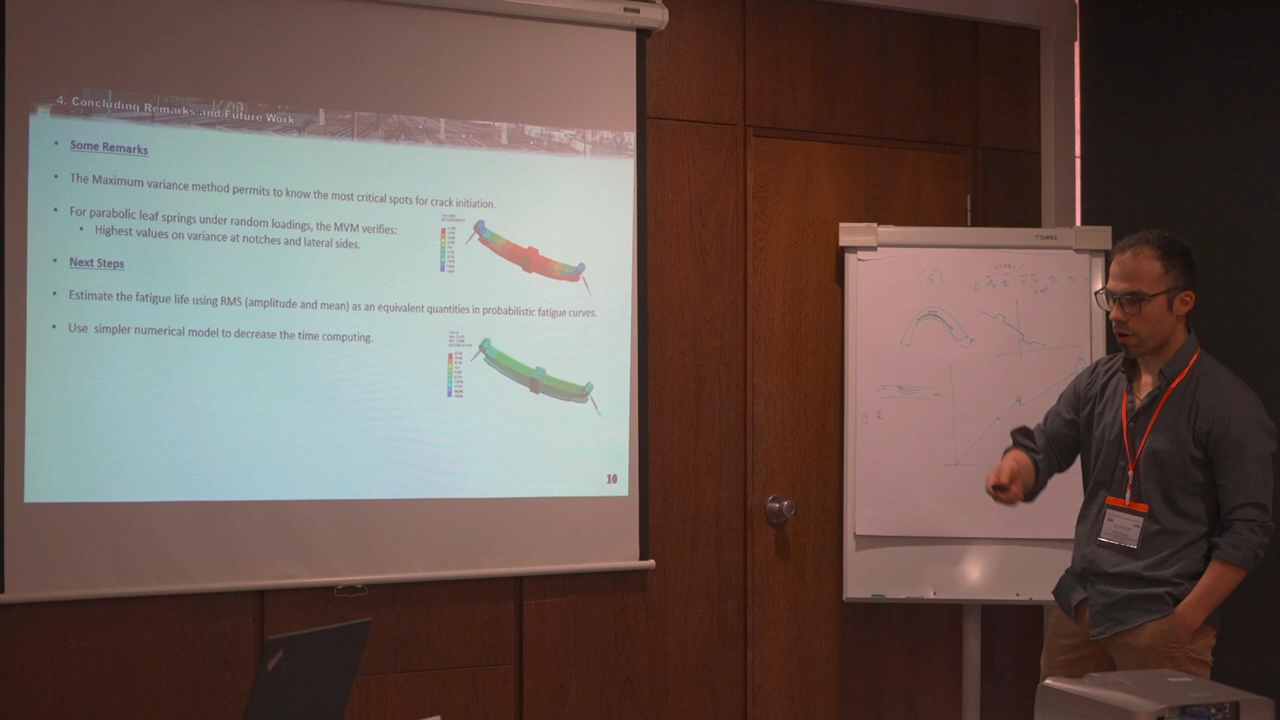 4. Concluding Remarks and Future Work
• Some Remarks
• The Maximum variance method permits to know the most critical spots for crack initiation.
• For parabolic leaf springs under random loadings, the MVM verifies:
• Highest values on variance at notches and lateral sides.
• Next Steps
• Estimate the fatigue life using RMS (amplitude and mean) as an equivalent quantities in probabilistic fatigue curves.
• Use simpler numerical model to decrease the time computing.
10
R